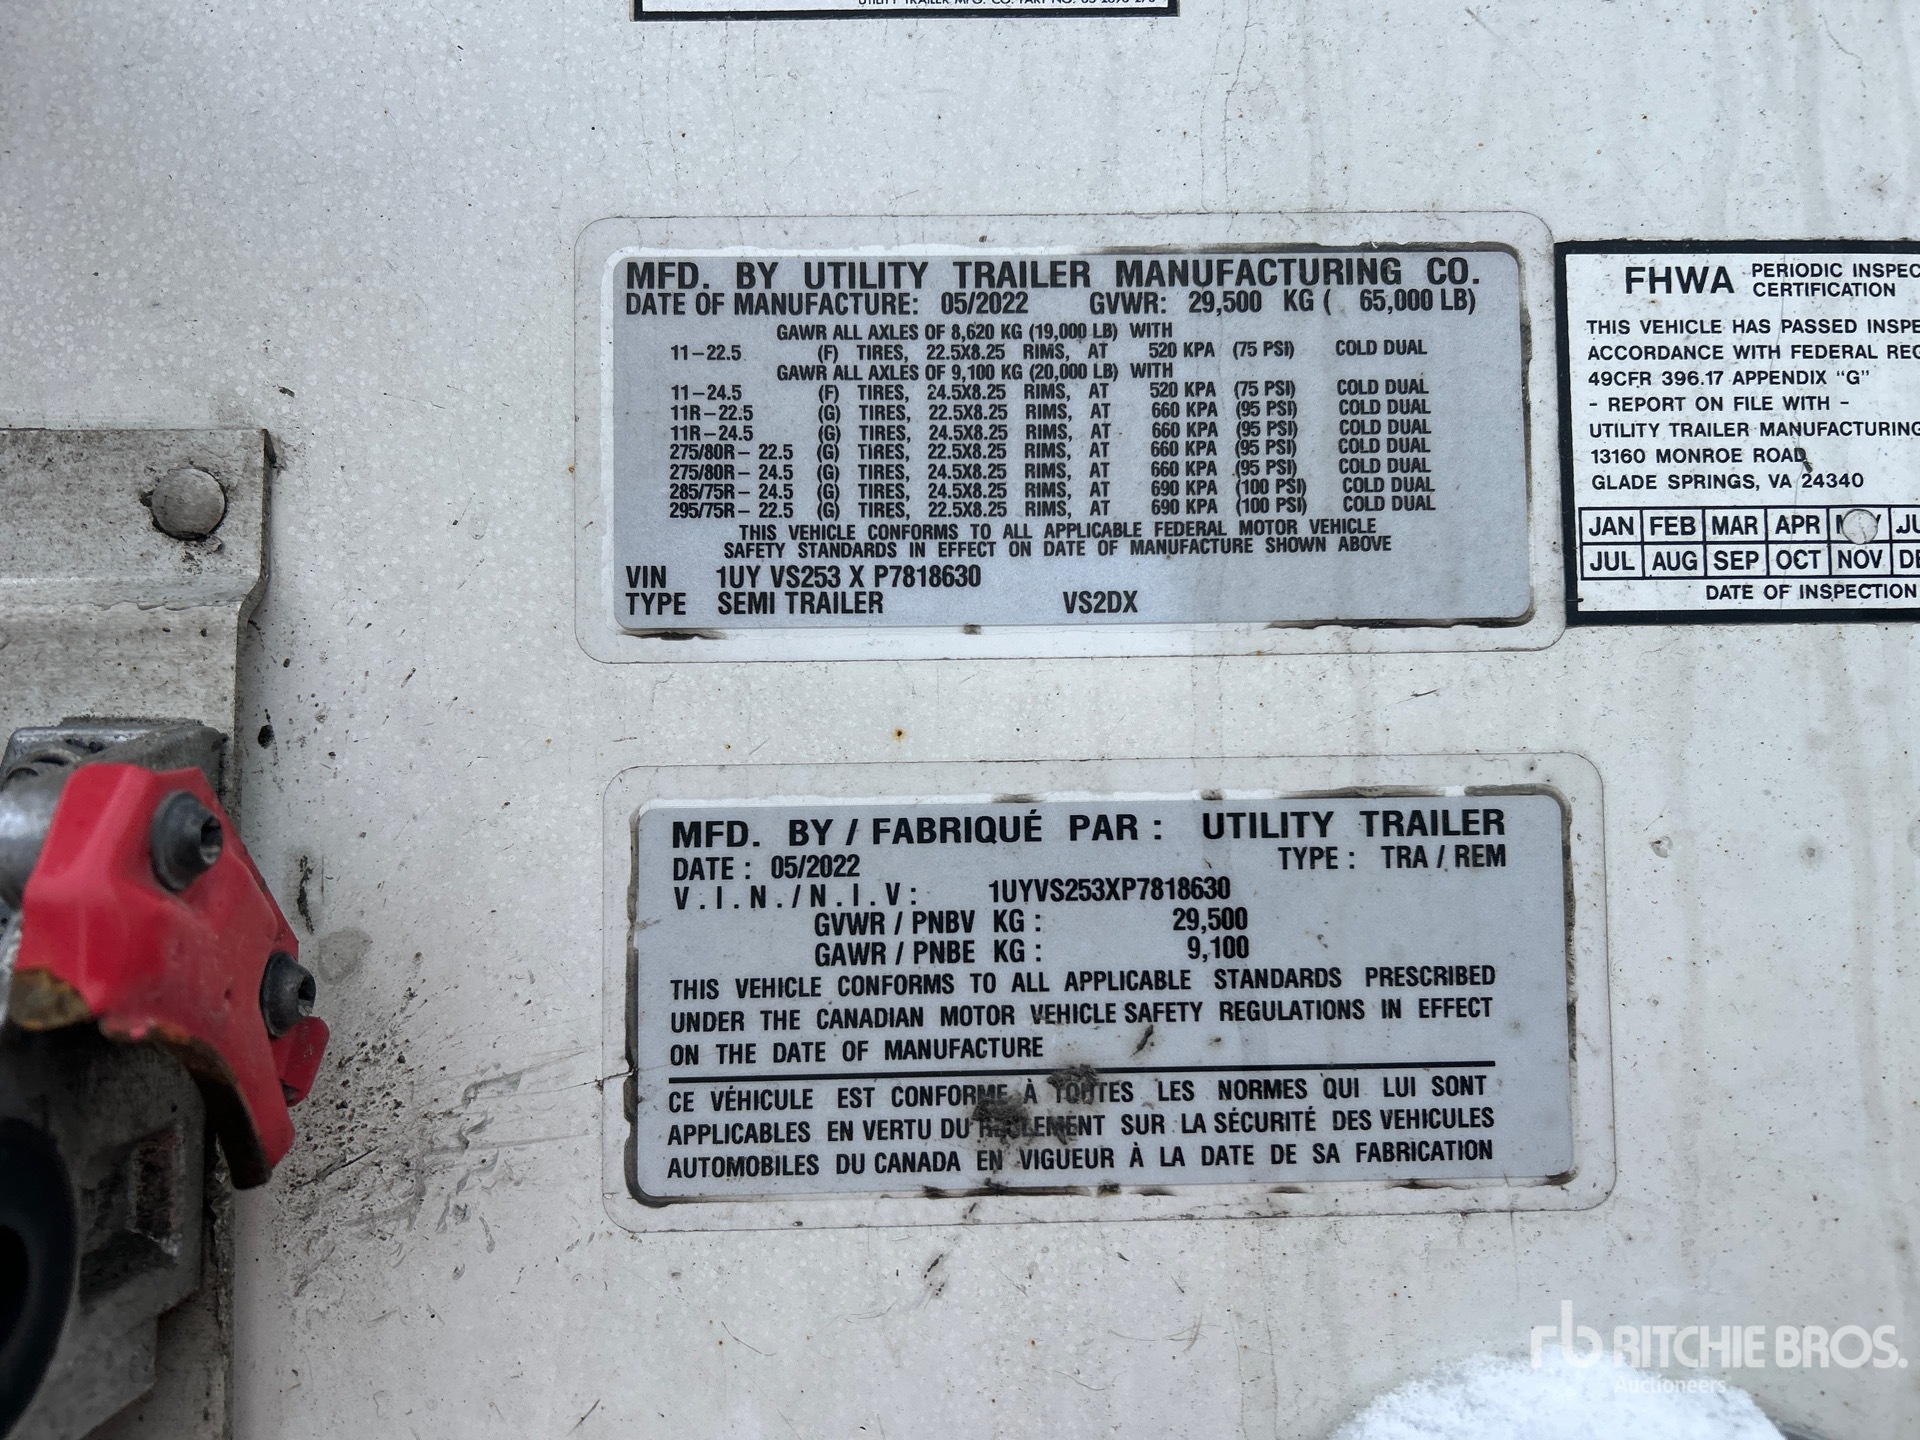 UTILITY TRAILER MFG. CO. PART NO.
MFD. BY UTILITY TRAILER MANUFACTURING CO.
DATE OF MANUFACTURE: 05/2022 GVWR: 29,500 KG ( 65,000 LB)
GAWR ALL AXLES OF 8,620 KG (19,000 LB) WITH
11-22.5 (F) TIRES, 22.5X8.25 RIMS, AT 520 KPA (75 PSI) COLD DUAL
GAWR ALL AXLES OF 9,100 KG (20,000 LB) WITH
11-24.5 (F) TIRES, 24.5X8.25 RIMS, AT 520 KPA (75 PSI) COLD DUAL
11R-22.5 (G) TIRES, 22.5X8.25 RIMS, AT 660 KPA (95 PSI) COLD DUAL
11R-24.5 (G) TIRES, 24.5X8.25 RIMS, AT 660 KPA (95 PSI) COLD DUAL
275/80R- 22.5 (G) TIRES, 22.5X8.25 RIMS, AT 660 KPA (95 PSI) COLD DUAL
275/80R- 24.5 (G) TIRES, 24.5X8.25 RIMS, AT 660 KPA (95 PSI) COLD DUAL
285/75R- 24.5 (G) TIRES, 24.5X8.25 RIMS, AT 690 KPA (100 PSI) COLD DUAL
295/75R- 22.5 (G) TIRES, 22.5X8.25 RIMS, AT 690 KPA (100 PSI) COLD DUAL
THIS VEHICLE CONFORMS TO ALL APPLICABLE FEDERAL MOTOR VEHICLE
SAFETY STANDARDS IN EFFECT ON DATE OF MANUFACTURE SHOWN ABOVE
VIN 1UY VS253 X P7818630
TYPE SEMI TRAILER VS2DX
FHWA PERIODIC INSPEC
CERTIFICATION
THIS VEHICLE HAS PASSED INSPE
ACCORDANCE WITH FEDERAL REG
49CFR 396.17 APPENDIX "G"
- REPORT ON FILE WITH -
UTILITY TRAILER MANUFACTURING
13160 MONROE ROAD
GLADE SPRINGS, VA 24340
JAN FEB MAR APR JU
JUL AUG SEP OCT NOV DE
DATE OF INSPECTION
MFD. BY / FABRIQUÉ PAR : UTILITY TRAILER
DATE : 05/2022 TYPE : TRA / REM
V.I.N./N.I.V: 1UYVS253XP7818630
GVWR / PNBV KG : 29,500
GAWR / PNBE KG : 9,100
THIS VEHICLE CONFORMS TO ALL APPLICABLE STANDARDS PRESCRIBED
UNDER THE CANADIAN MOTOR VEHICLE SAFETY REGULATIONS IN EFFECT
ON THE DATE OF MANUFACTURE
CE VÉHICULE EST CONFORME À TOUTES LES NORMES QUI LUI SONT
APPLICABLES EN VERTU DU RÈGLEMENT SUR LA SÉCURITÉ DES VEHICULES
AUTOMOBILES DU CANADA EN VIGUEUR À LA DATE DE SA FABRICATION
rb RITCHIE BROS.
Auctioneers